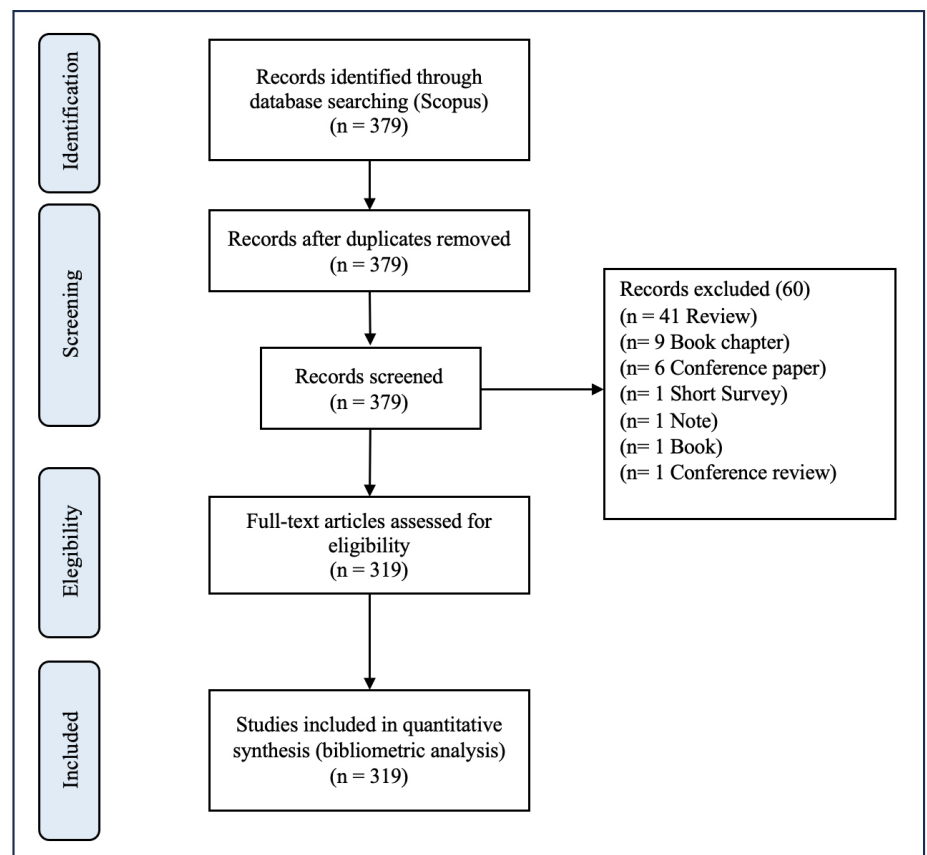 Identification
Records identified through
database searching (Scopus)
(n = 379)
Screening
Records after duplicates removed
(n = 379)
Records screened
(n = 379)
Records excluded (60)
(n = 41 Review)
(n= 9 Book chapter)
(n= 6 Conference paper)
(n= 1 Short Survey)
(n= 1 Note)
(n= 1 Book)
(n= 1 Conference review)
Elegibility
Full-text articles assessed for
eligibility
(n = 319)
Included
Studies included in quantitative
synthesis (bibliometric analysis)
(n = 319)